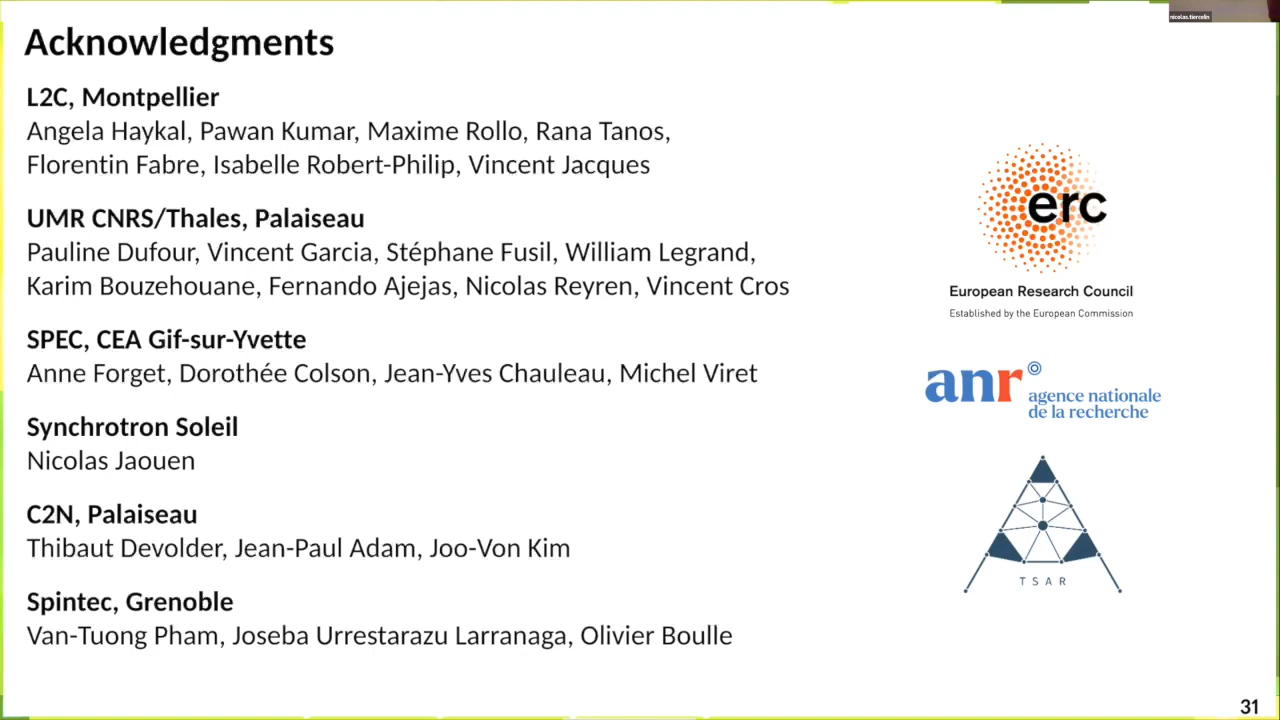 nicolas.tiercelin
Acknowledgments
L2C, Montpellier
Angela Haykal, Pawan Kumar, Maxime Rollo, Rana Tanos,
Florentin Fabre, Isabelle Robert-Philip, Vincent Jacques
UMR CNRS/Thales, Palaiseau
Pauline Dufour, Vincent Garcia, Stéphane Fusil, William Legrand,
Karim Bouzehouane, Fernando Ajejas, Nicolas Reyren, Vincent Cros
SPEC, CEA Gif-sur-Yvette
Anne Forget, Dorothée Colson, Jean-Yves Chauleau, Michel Viret
Synchrotron Soleil
Nicolas Jaouen
C2N, Palaiseau
Thibaut Devolder, Jean-Paul Adam, Joo-Von Kim
Spintec, Grenoble
Van-Tuong Pham, Joseba Urrestarazu Larranaga, Olivier Boulle
erc
European Research Council
Established by the European Commission
anr
agence nationale
de la recherche
TSAR
31